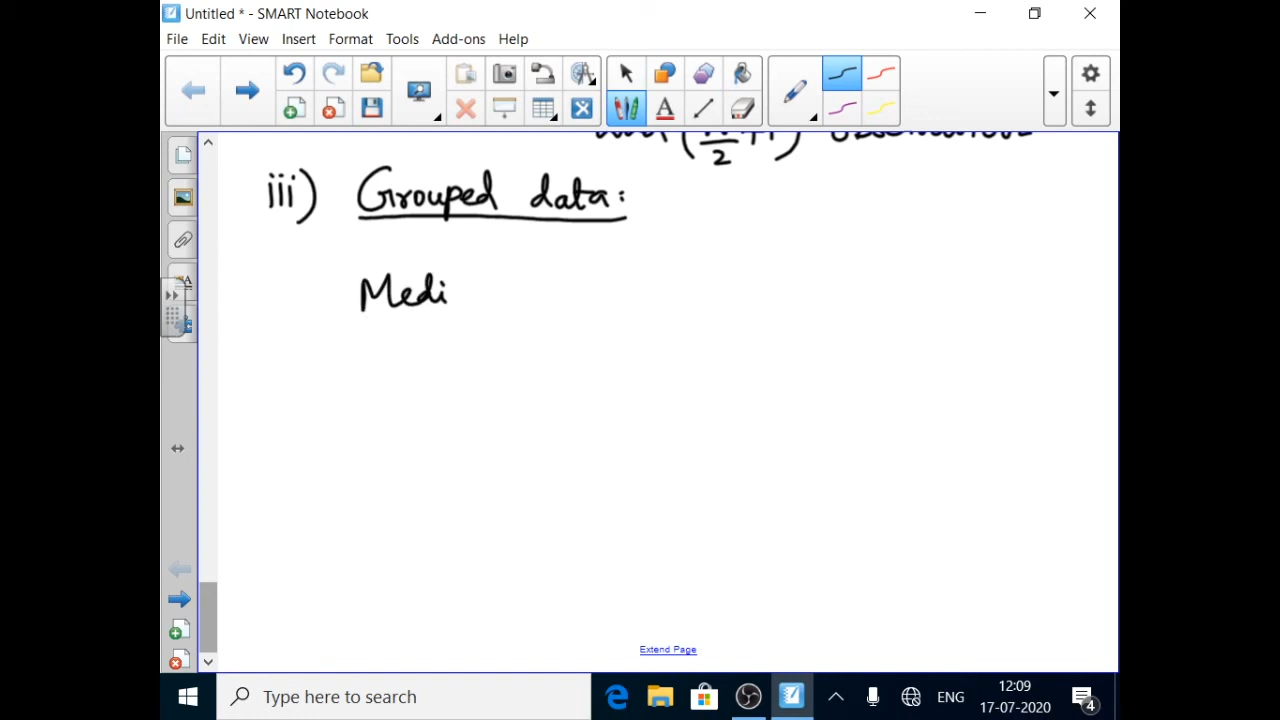 Untitled * - SMART Notebook
File Edit View Insert Format Tools Add-ons Help
iii) Grouped data:
Medi
Extend Page
Type here to search
ENG
12:09
17-07-2020
4